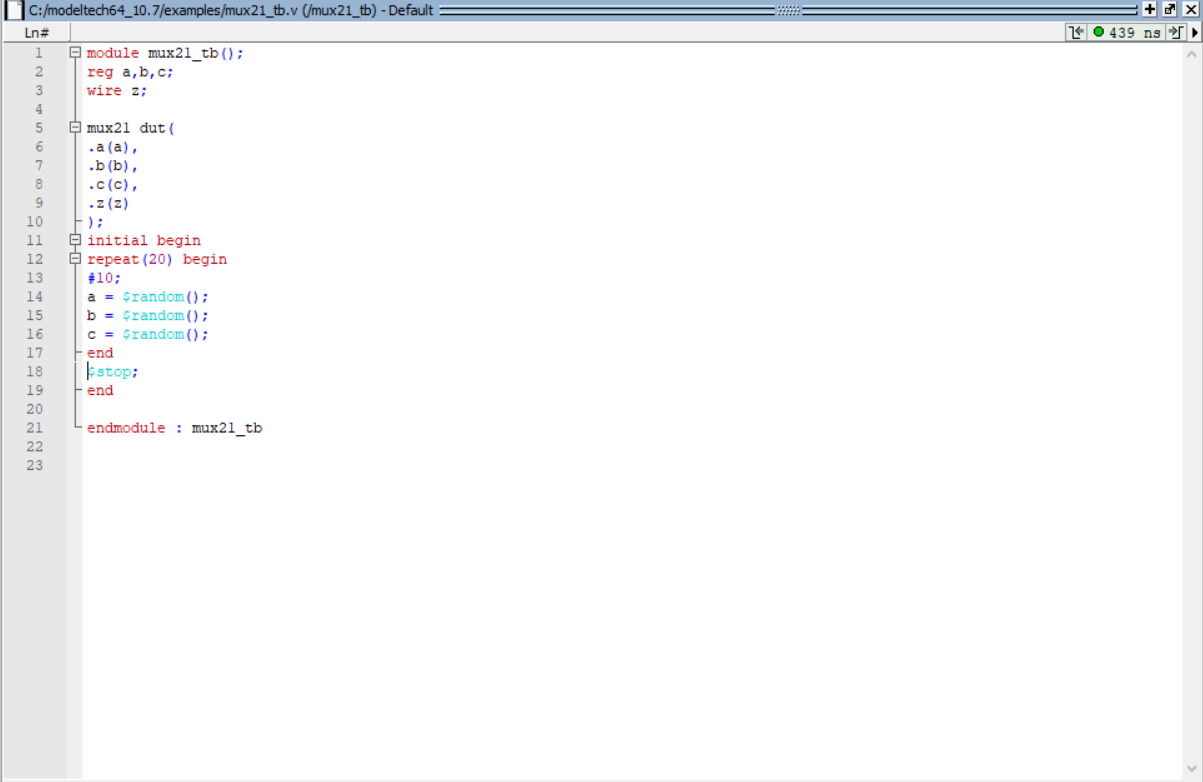 C:/modeltech64_10.7/examples/mux21_tb.v (/mux21_tb) - Default
Ln#
439 ns
1 module mux21_tb();
2 reg a,b,c;
3 wire z;
4
5 mux21 dut(
6 .a(a),
7 .b(b),
8 .c(c),
9 .z(z)
10 );
11 initial begin
12 repeat(20) begin
13 #10;
14 a = $random();
15 b = $random();
16 c = $random();
17 end
18 $stop;
19 end
20
21 endmodule : mux21_tb
22
23